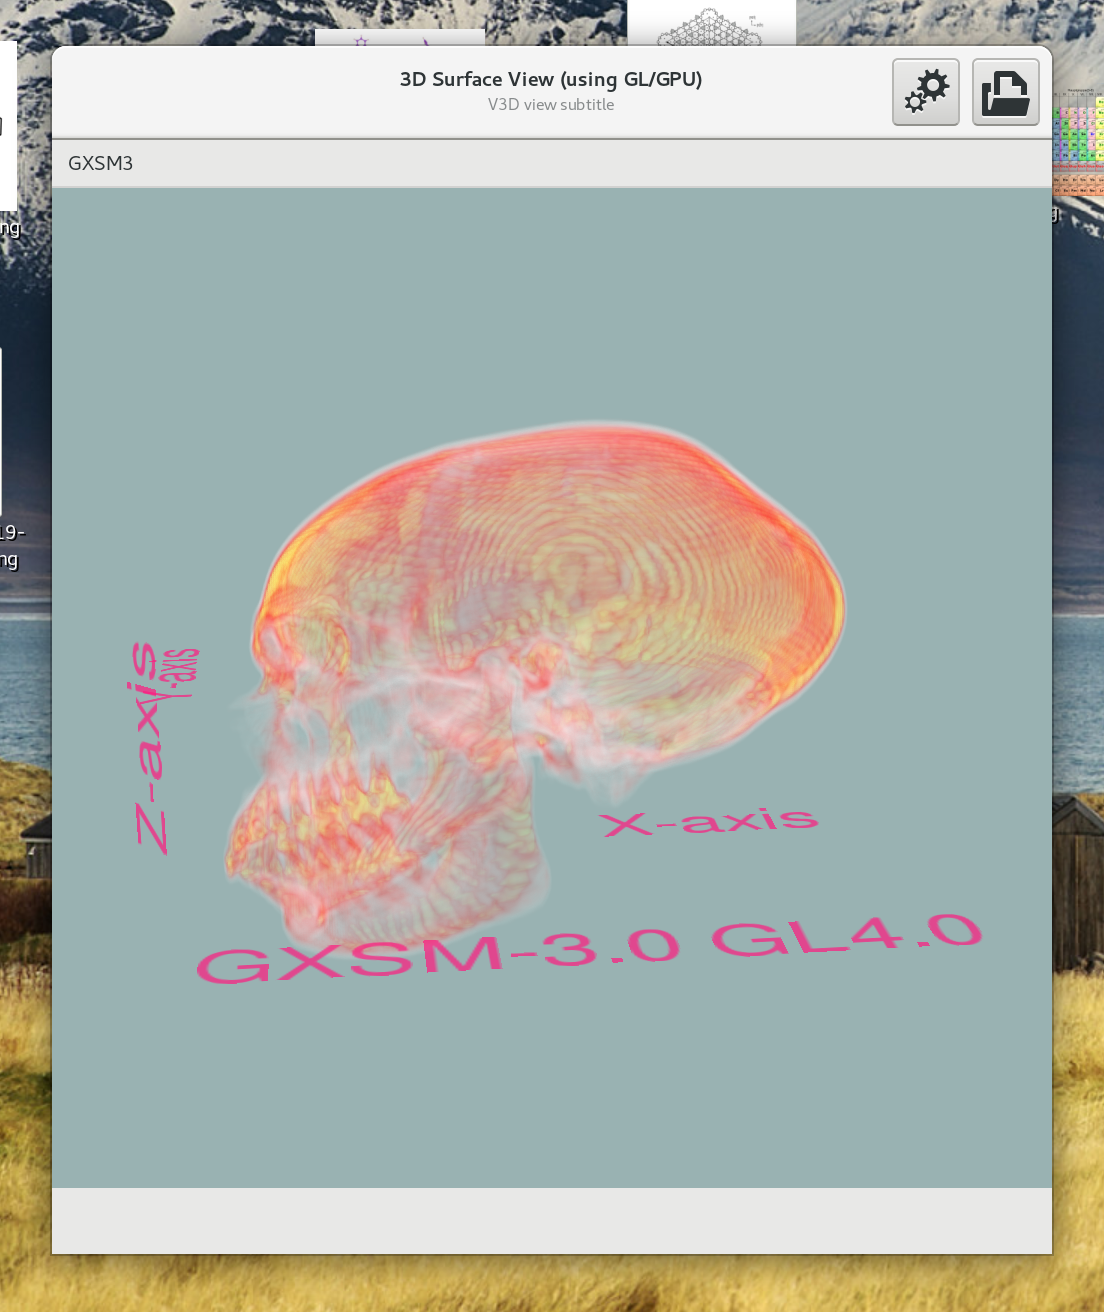 3D Surface View (using GL/GPU)
V3D view subtitle
GXSM3
ng
g
19-
ng
Z-axis
Y-axis
X-axis
GXSM-3.0 GL4.0